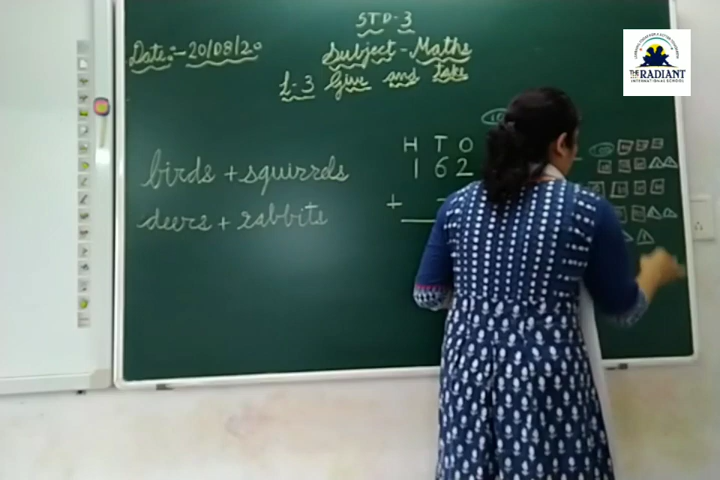 STD-3
Date:- 20/08/20
Subject - Maths
L-3 Give and take
birds + squirrels
deers + rabbits
H T O
1 6 2
+
THE RADIANT
INTERNATIONAL SCHOOL